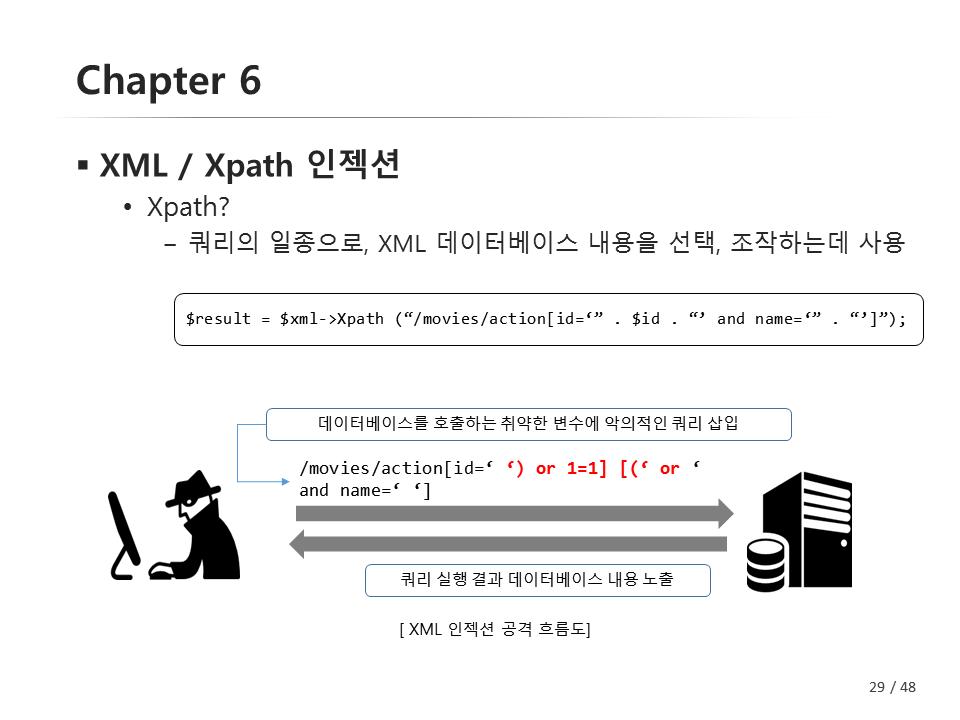 Chapter 6
▪ XML / Xpath 인젝션
• Xpath?
– 쿼리의 일종으로, XML 데이터베이스 내용을 선택, 조작하는데 사용
$result = $xml->Xpath (“/movies/action[id=‘” . $id . “’ and name=‘” . “’]”);
데이터베이스를 호출하는 취약한 변수에 악의적인 쿼리 삽입
/movies/action[id=‘ ‘) or 1=1] [(‘ or ‘
and name=‘ ‘]
쿼리 실행 결과 데이터베이스 내용 노출
[ XML 인젝션 공격 흐름도]
29 / 48